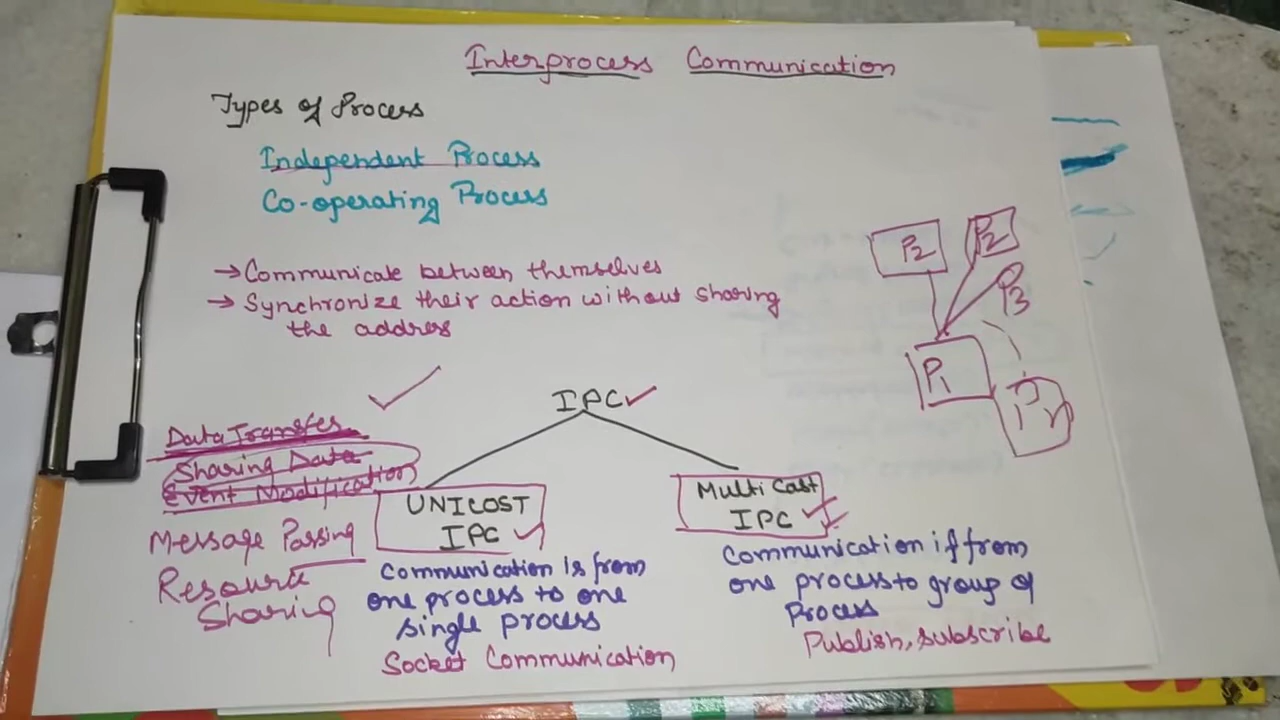 Interprocess Communication
Types of Process
Independent Process
Co-operating Process
→Communicate between themselves
→ Synchronize their action without sharing
the address
P2
P2
P3
P1
Pn
IPC
Data Transfer
Sharing Data
Event Modification
Message Passing
Resource
Sharing
UNICOST
IPC
Communication is from
one process to one
single process
Socket Communication
Multi Cast
IPC
Communication if from
one process to group of
Process
Publish, subscribe